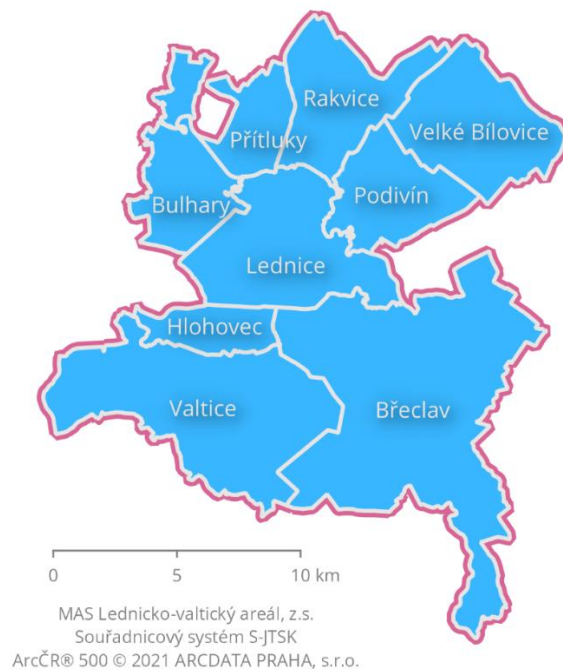 Rakvice
Velké Bílovice
Přítluky
Podivín
Bulhary
Lednice
Hlohovec
Valtice
Břeclav
0 5 10 km
MAS Lednicko-valtický areál, z.s.
Souřadnicový systém S-JTSK
ArcČR® 500 © 2021 ARCDATA PRAHA, s.r.o.